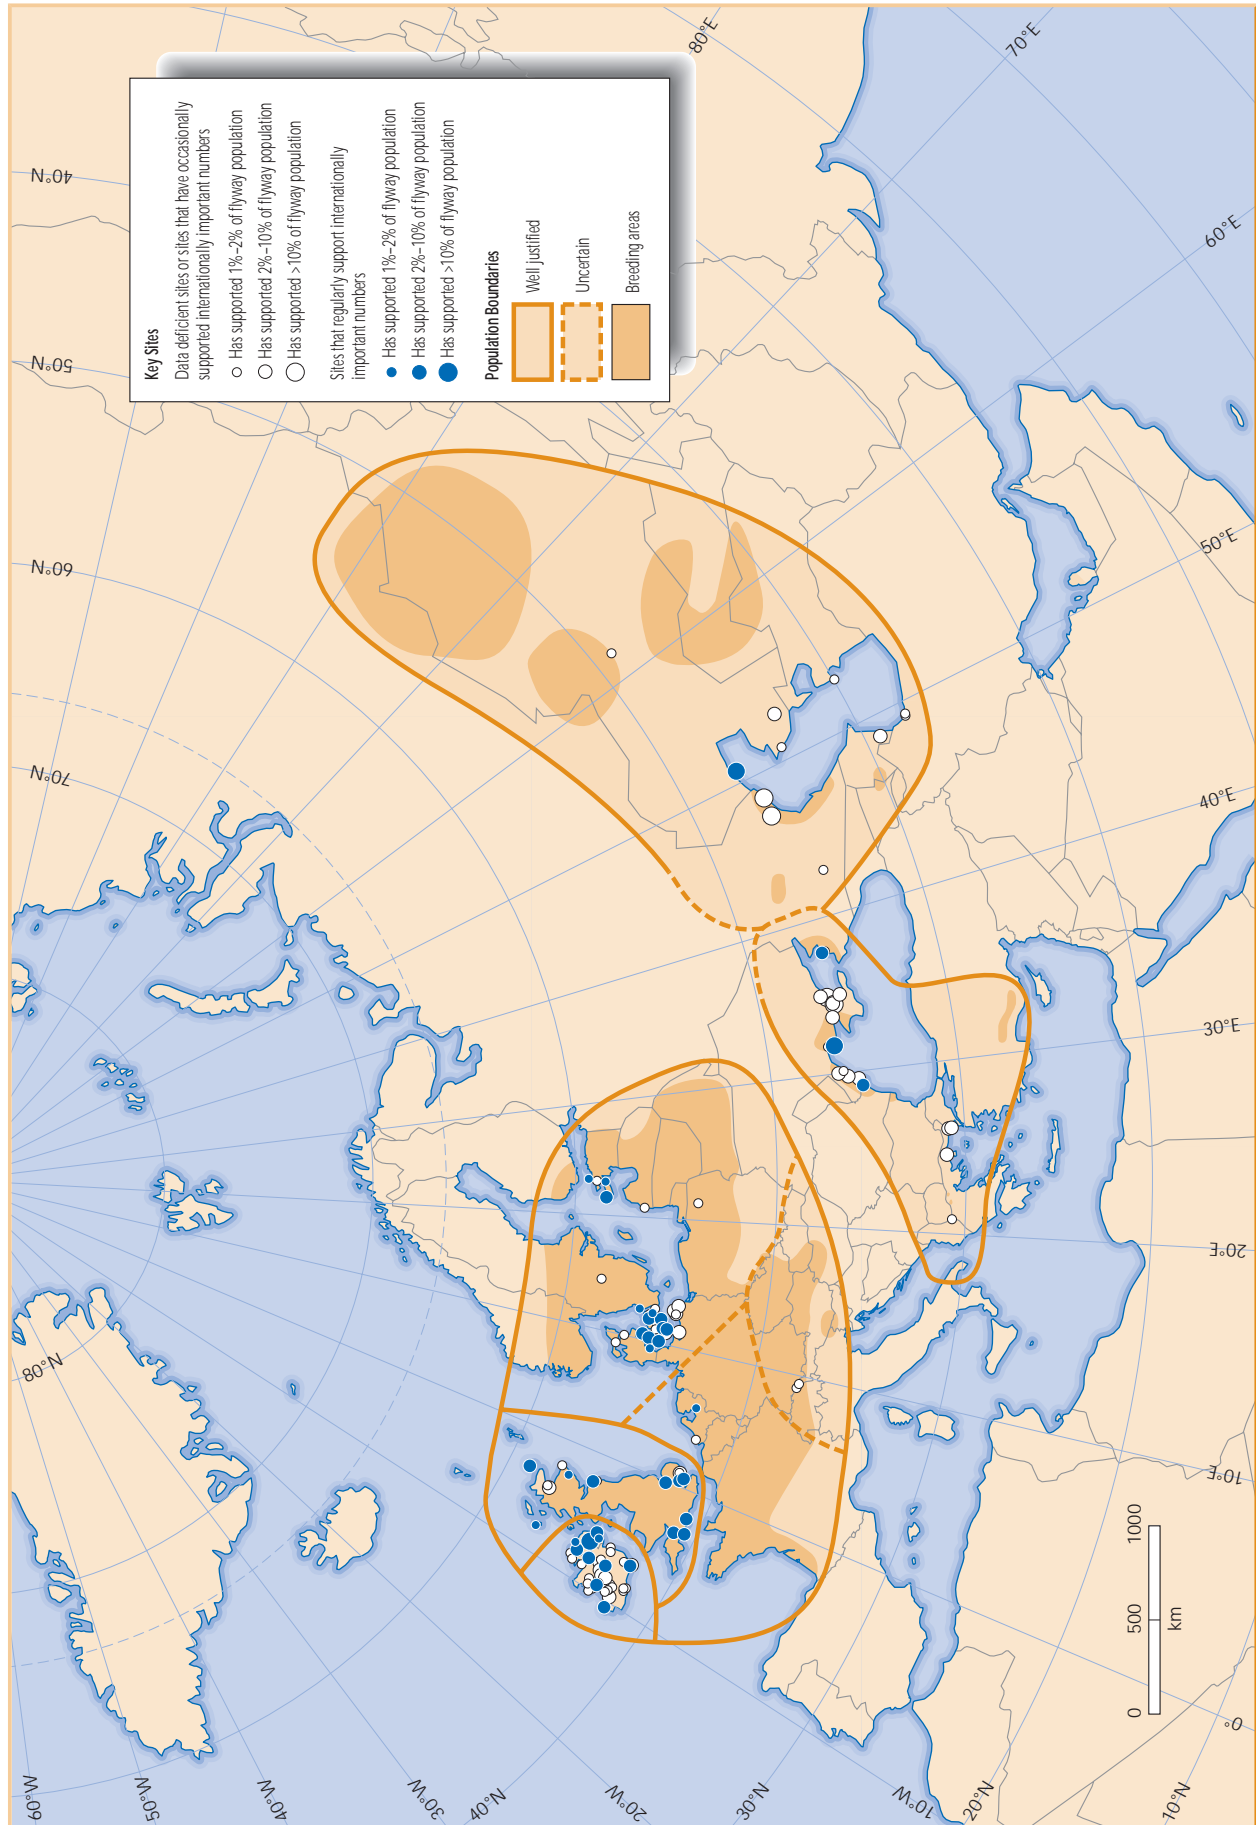 Key Sites
Data deficient sites or sites that have occasionally
supported internationally important numbers
Has supported 1%–2% of flyway population
Has supported 2%–10% of flyway population
Has supported >10% of flyway population
Sites that regularly support internationally
important numbers
Has supported 1%–2% of flyway population
Has supported 2%–10% of flyway population
Has supported >10% of flyway population
Population Boundaries
Well justified
Uncertain
Breeding areas
40°N
50°N
60°N
70°N
80°N
80°E
70°E
60°E
50°E
40°E
30°E
20°E
10°E
0°
60°W
50°W
40°W
30°W
40°N
20°W
30°N
10°W
20°N
10°N
0 500 1000
km